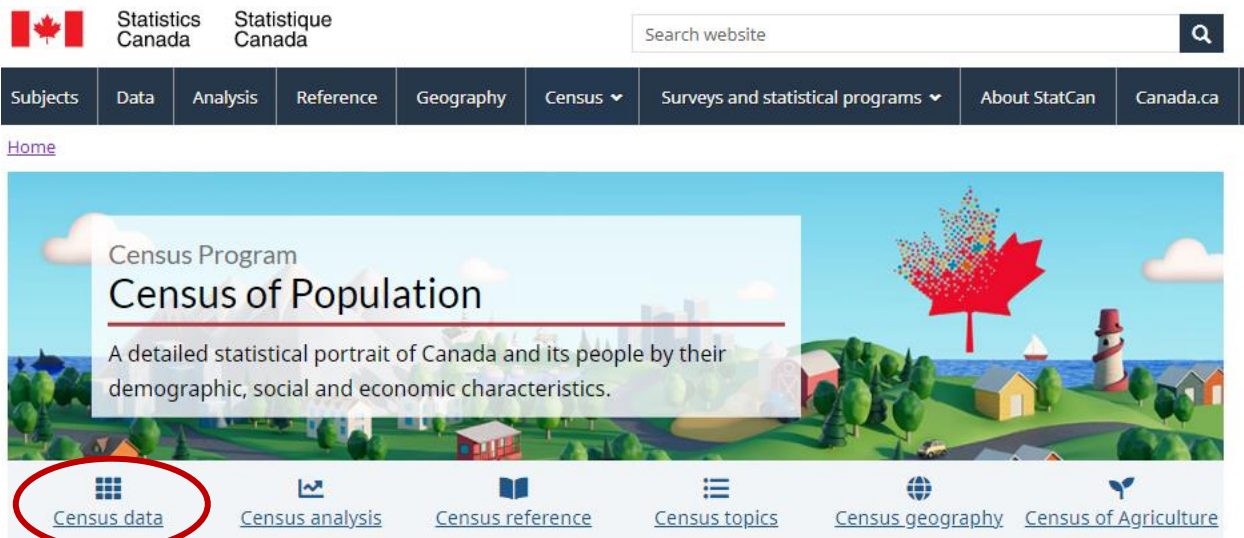 Statistics Statistique
Canada Canada
Search website
Subjects Data Analysis Reference Geography Census Surveys and statistical programs About StatCan Canada.ca
Home
Census Program
Census of Population
A detailed statistical portrait of Canada and its people by their
demographic, social and economic characteristics.
Census data Census analysis Census reference Census topics Census geography Census of Agriculture